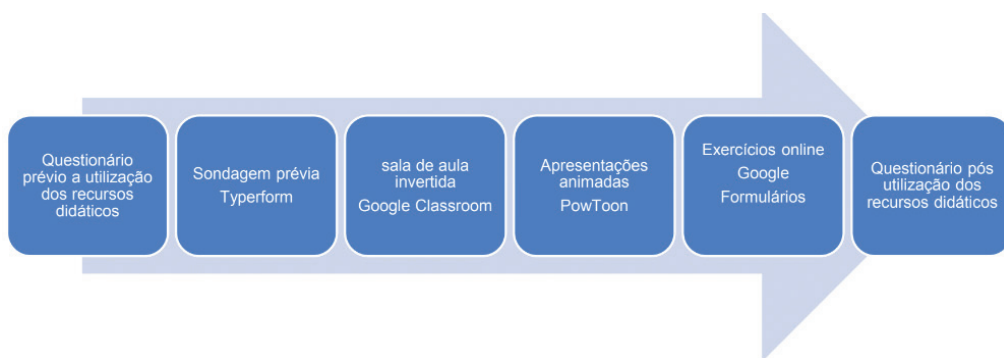 Questionário
prévio a utilização
dos recursos
didáticos
Sondagem prévia
Typerform
sala de aula
invertida
Google Classroom
Apresentações
animadas
PowToon
Exercícios online
Google
Formulários
Questionário pós
utilização dos
recursos didáticos